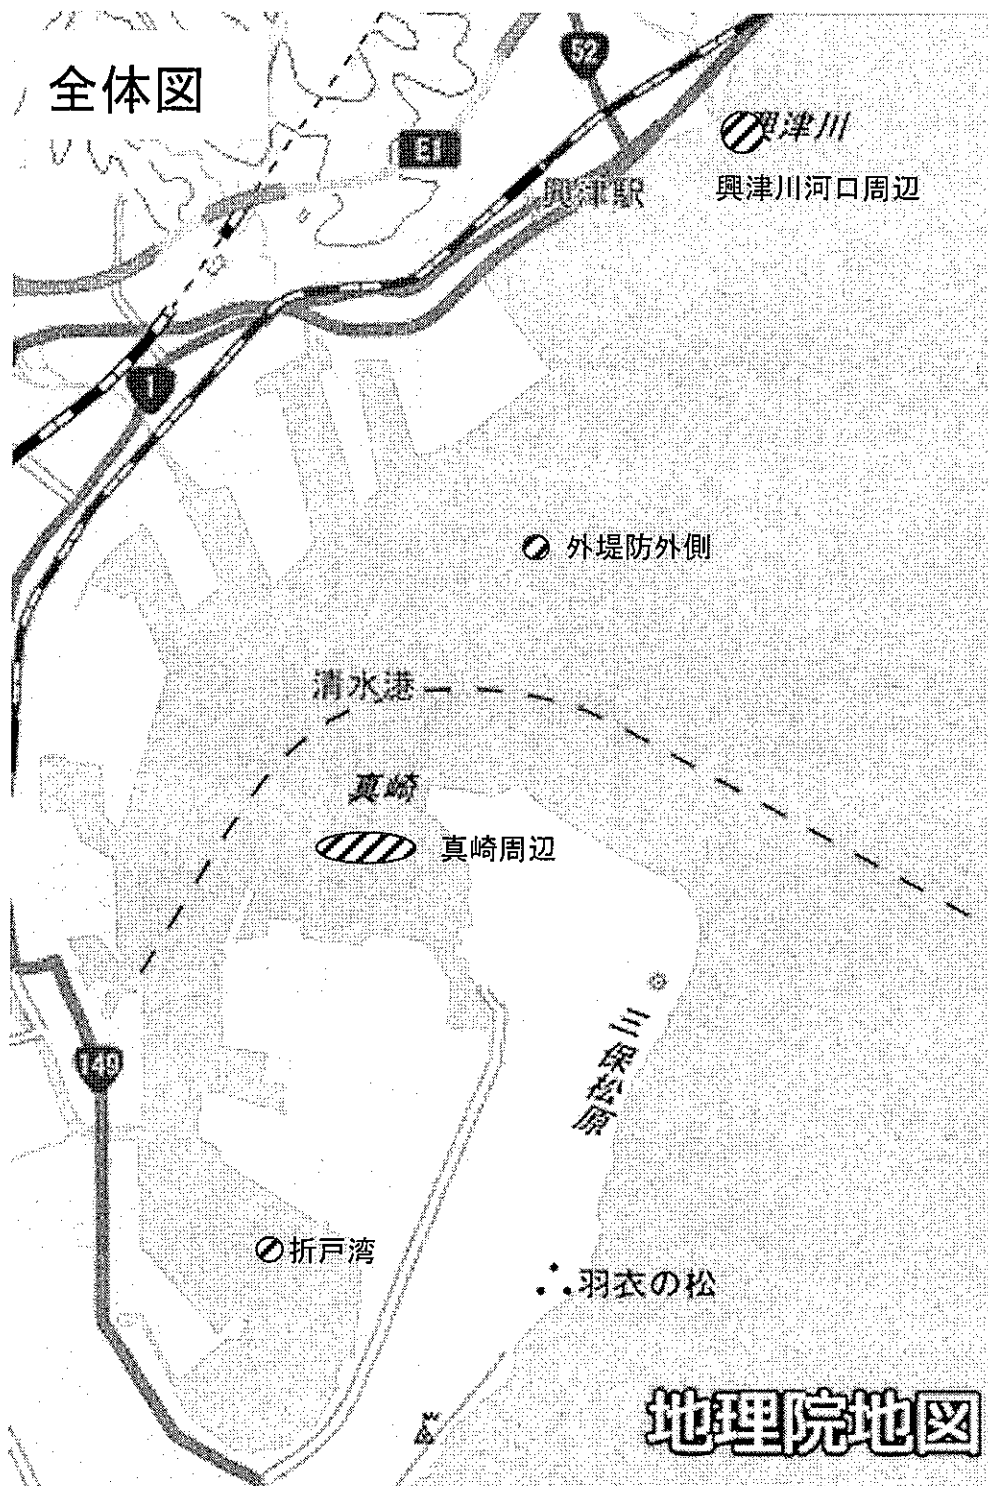 全体図
52
E1
興津川
興津川河口周辺
興津駅
1
外堤防外側
清水港
真崎
真崎周辺
三保松原
149
折戸湾
羽衣の松
地理院地図